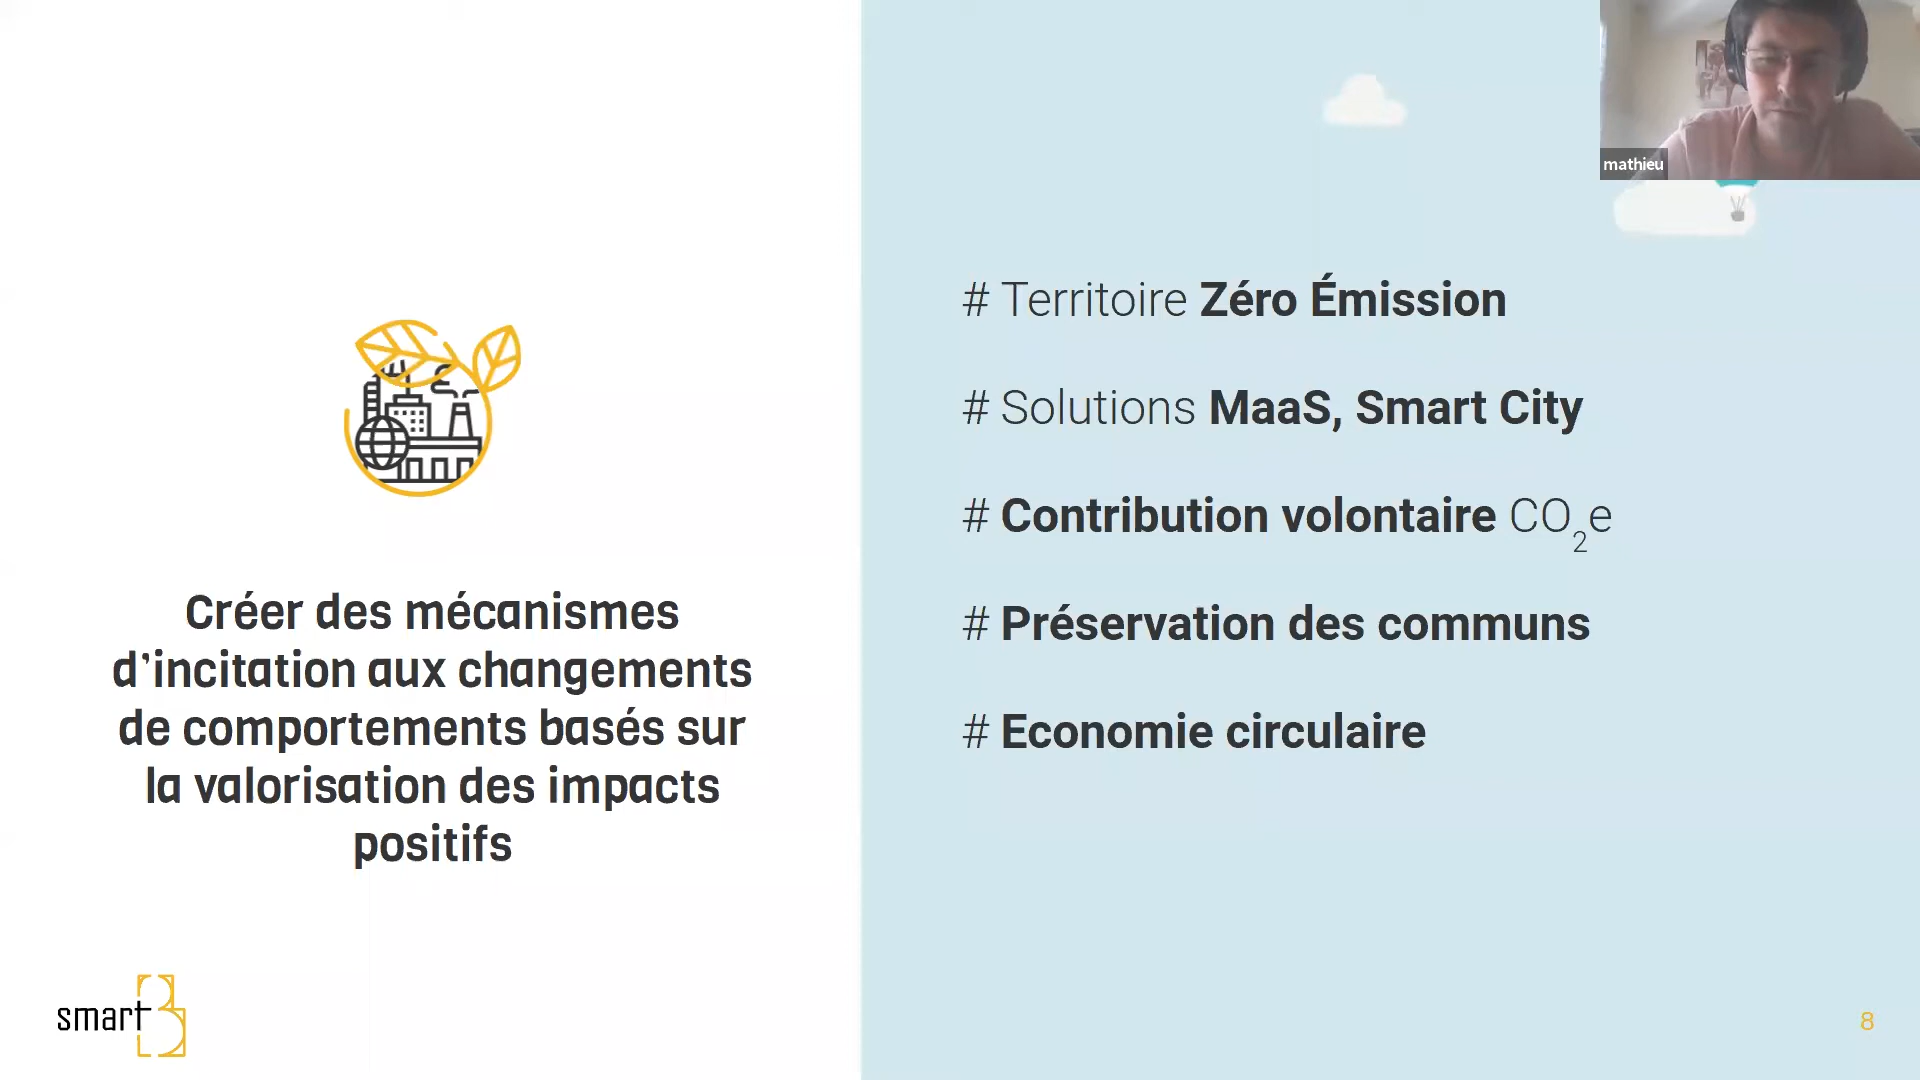 mathieu
# Territoire Zéro Émission
# Solutions MaaS, Smart City
# Contribution volontaire CO₂e
# Préservation des communs
# Economie circulaire
Créer des mécanismes
d’incitation aux changements
de comportements basés sur
la valorisation des impacts
positifs
smart3
8